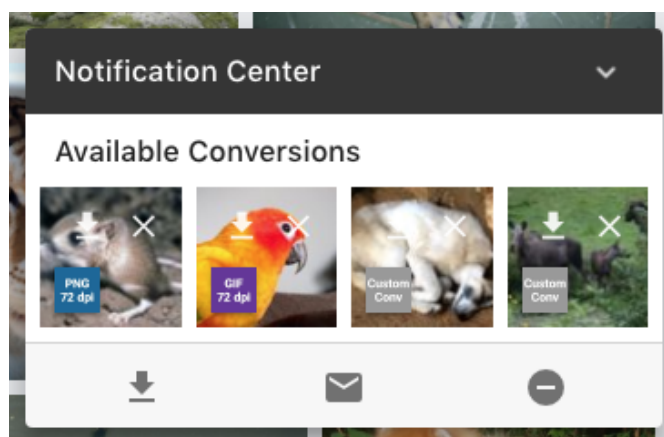 Notification Center
Available Conversions
PNG
72 dpi
GIF
72 dpi
Custom
Conv
Custom
Conv